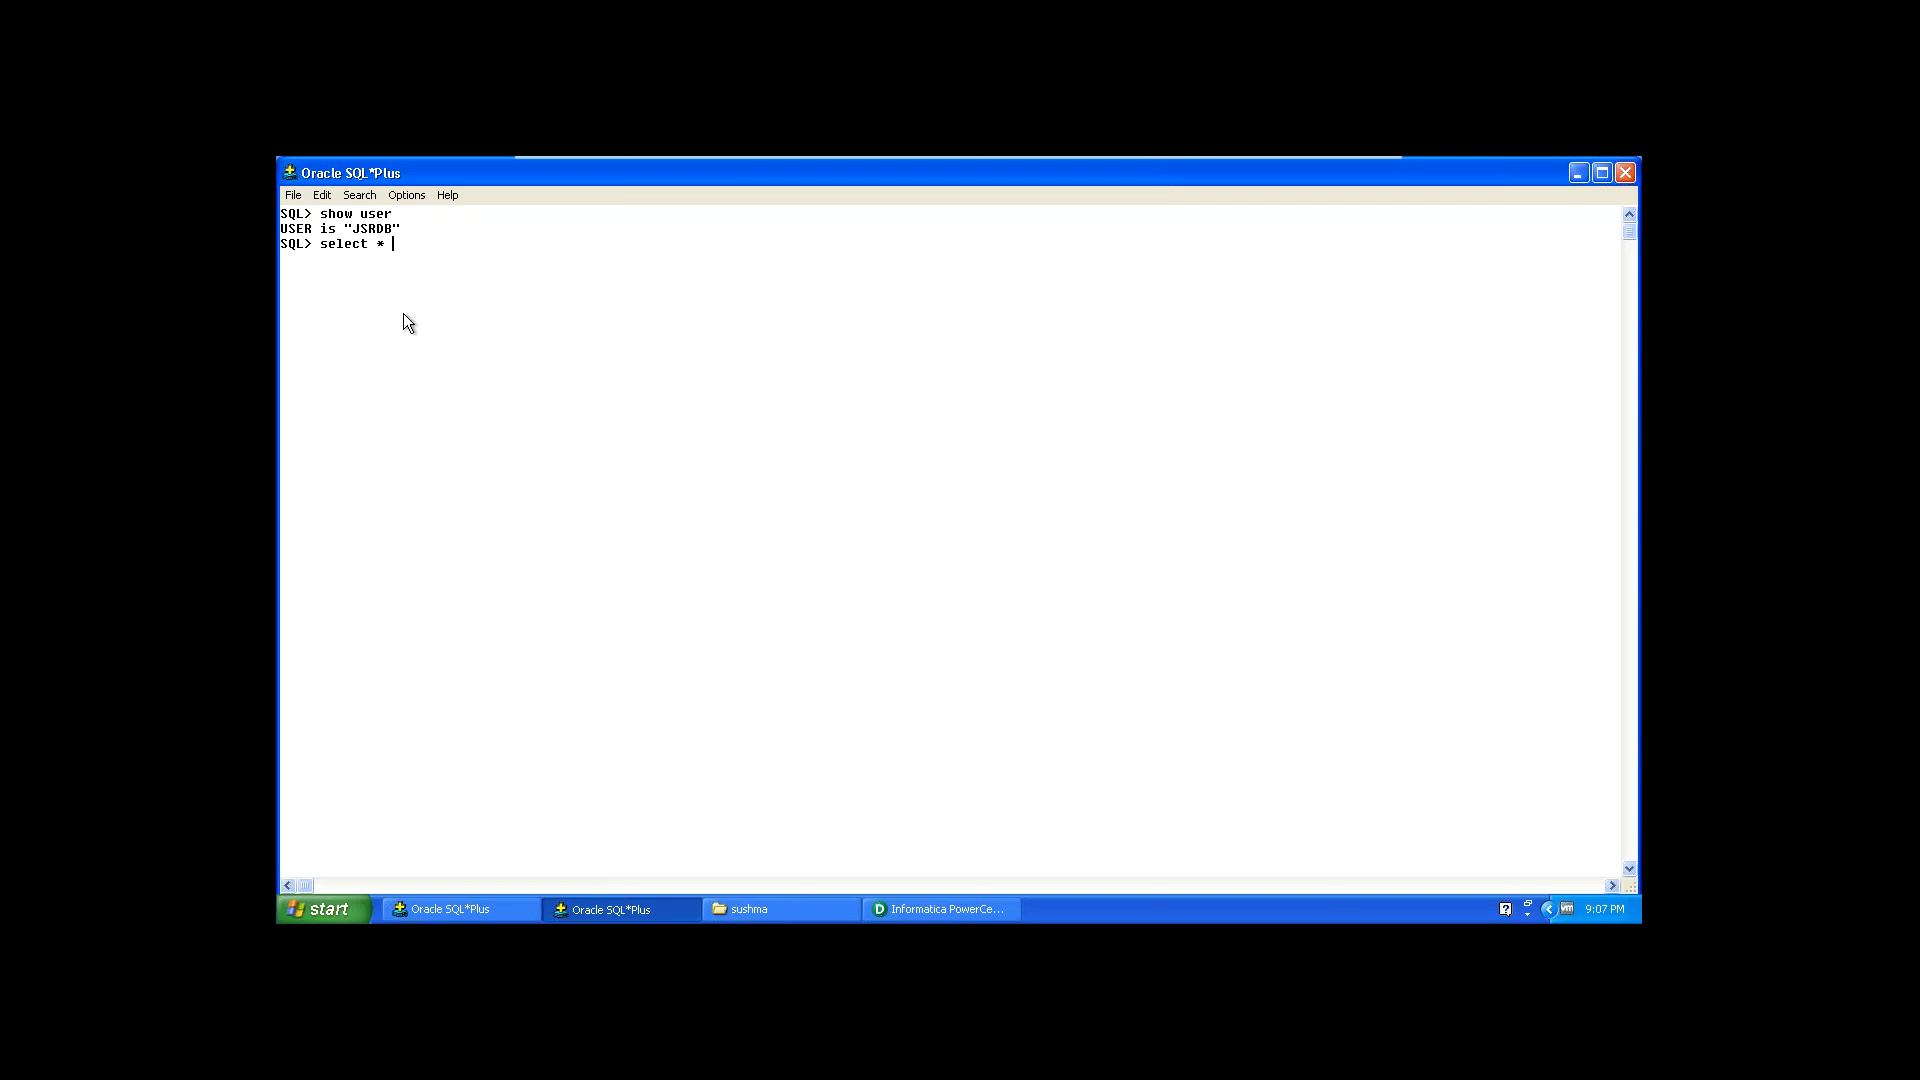 Oracle SQL*Plus
File Edit Search Options Help
SQL> show user
USER is "JSRDB"
SQL> select *
start Oracle SQL*Plus Oracle SQL*Plus sushma Informatica PowerCe... 9:07 PM